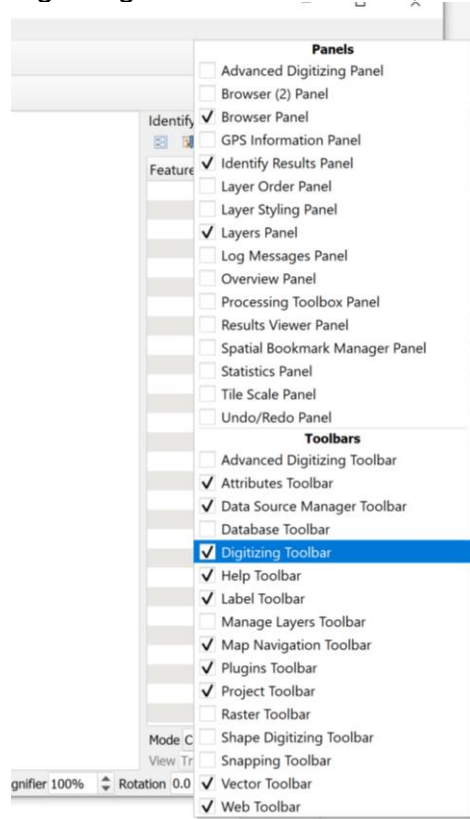 Panels
Advanced Digitizing Panel
Browser (2) Panel
Browser Panel
GPS Information Panel
Identify Results Panel
Layer Order Panel
Layer Styling Panel
Layers Panel
Log Messages Panel
Overview Panel
Processing Toolbox Panel
Results Viewer Panel
Spatial Bookmark Manager Panel
Statistics Panel
Tile Scale Panel
Undo/Redo Panel
Toolbars
Advanced Digitizing Toolbar
Attributes Toolbar
Data Source Manager Toolbar
Database Toolbar
Digitizing Toolbar
Help Toolbar
Label Toolbar
Manage Layers Toolbar
Map Navigation Toolbar
Plugins Toolbar
Project Toolbar
Raster Toolbar
Shape Digitizing Toolbar
Snapping Toolbar
Vector Toolbar
Web Toolbar
Identify
Feature
Mode C
View Tr
gnifier 100% Rotation 0.0